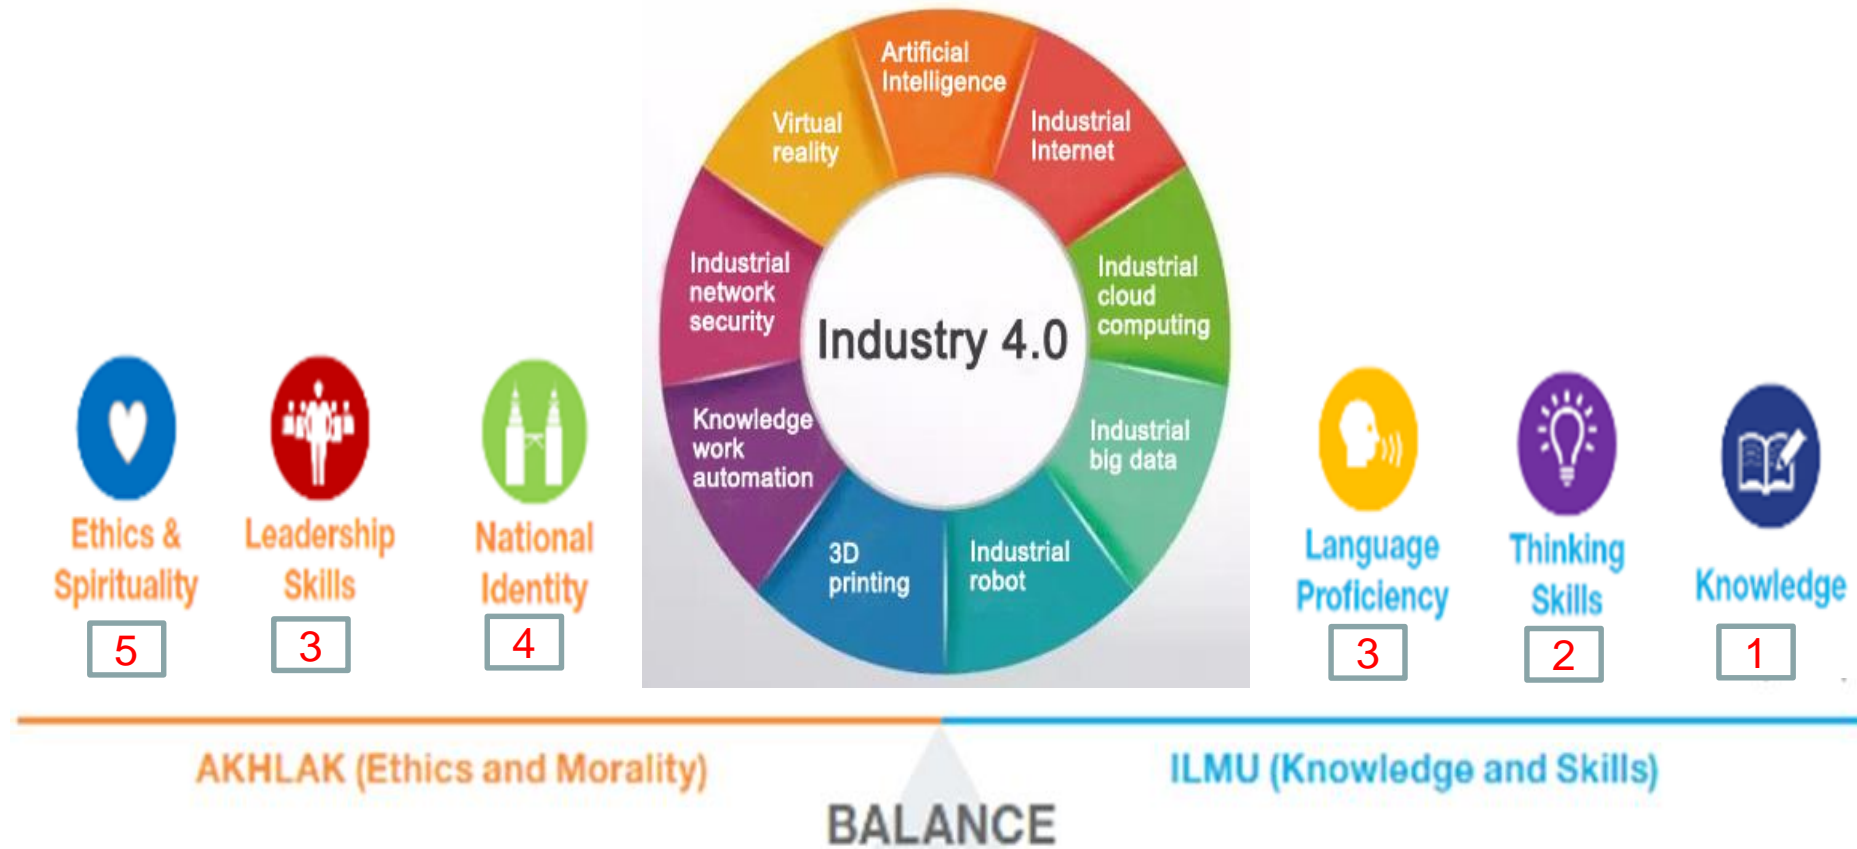 Artificial
Intelligence
Industrial
Internet
Industrial
cloud
computing
Industrial
big data
Industrial
robot
3D
printing
Knowledge
work
automation
Industrial
network
security
Virtual
reality
Industry 4.0
Ethics &
Spirituality
5
Leadership
Skills
3
National
Identity
4
Language
Proficiency
3
Thinking
Skills
2
Knowledge
1
AKHLAK (Ethics and Morality)
ILMU (Knowledge and Skills)
BALANCE